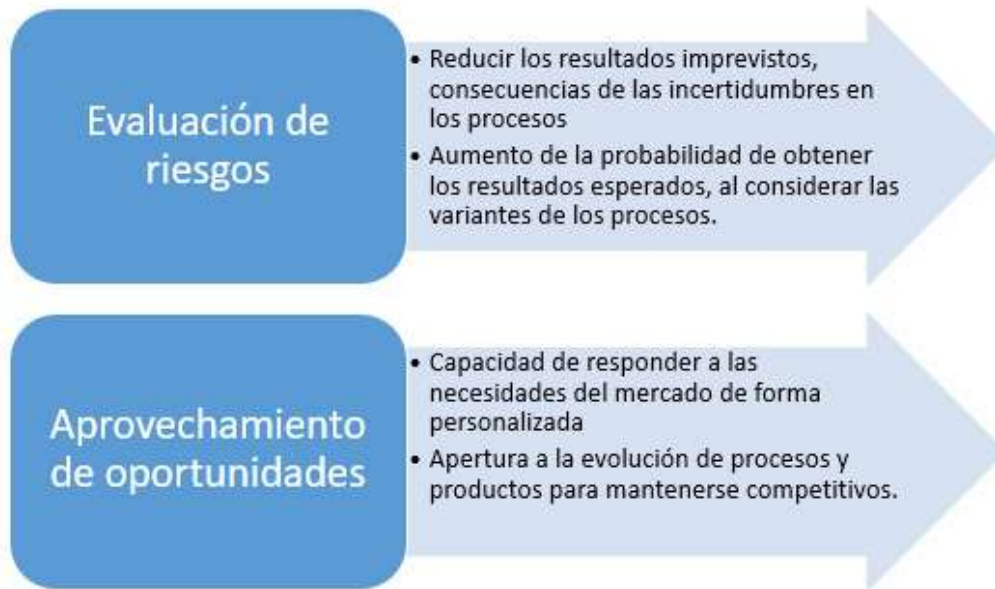 Evaluación de
riesgos
• Reducir los resultados imprevistos,
consecuencias de las incertidumbres en
los procesos
• Aumento de la probabilidad de obtener
los resultados esperados, al considerar las
variantes de los procesos.
Aprovechamiento
de oportunidades
• Capacidad de responder a las
necesidades del mercado de forma
personalizada
• Apertura a la evolución de procesos y
productos para mantenerse competitivos.